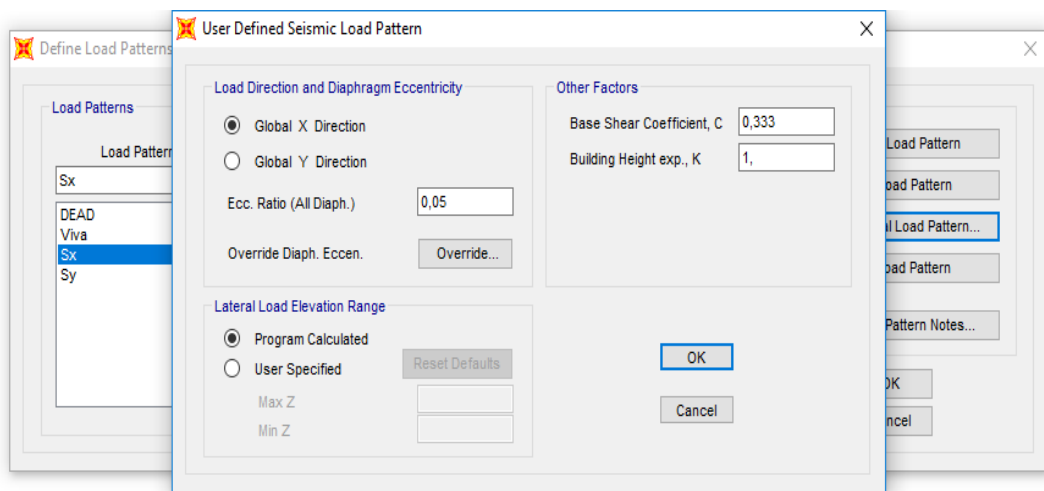 Define Load Patterns
User Defined Seismic Load Pattern
Load Patterns
Load Pattern
Sx
DEAD
Viva
Sx
Sy
Load Direction and Diaphragm Eccentricity
Global X Direction
Global Y Direction
Ecc. Ratio (All Diaph.) 0,05
Override Diaph. Eccen. Override...
Lateral Load Elevation Range
Program Calculated
User Specified Reset Defaults
Max Z
Min Z
Other Factors
Base Shear Coefficient, C 0,333
Building Height exp., K 1,
OK
Cancel
Load Pattern
oad Pattern
al Load Pattern...
oad Pattern
Pattern Notes...
OK
ncel